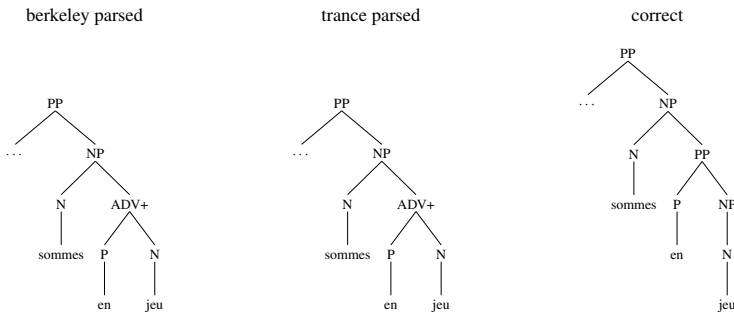 berkeley parsed trance parsed correct
PP
PP PP
... NP
... NP ... NP
N PP
N ADV+ N ADV+
sommes P NP
sommes P N sommes P N
en N
en jeu en jeu
jeu